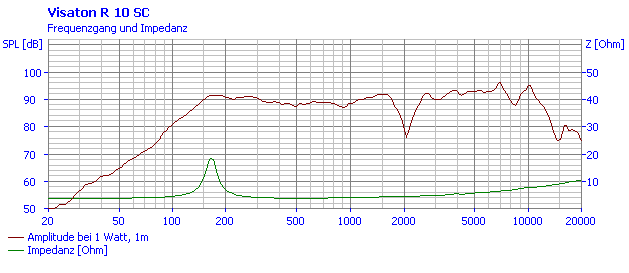 Visaton R 10 SC
Frequenzgang und Impedanz
SPL [dB] Z [Ohm]
100 50
90 40
80 30
70 20
60 10
50
20 50 100 200 500 1000 2000 5000 10000 20000
Amplitude bei 1 Watt, 1m
Impedanz [Ohm]